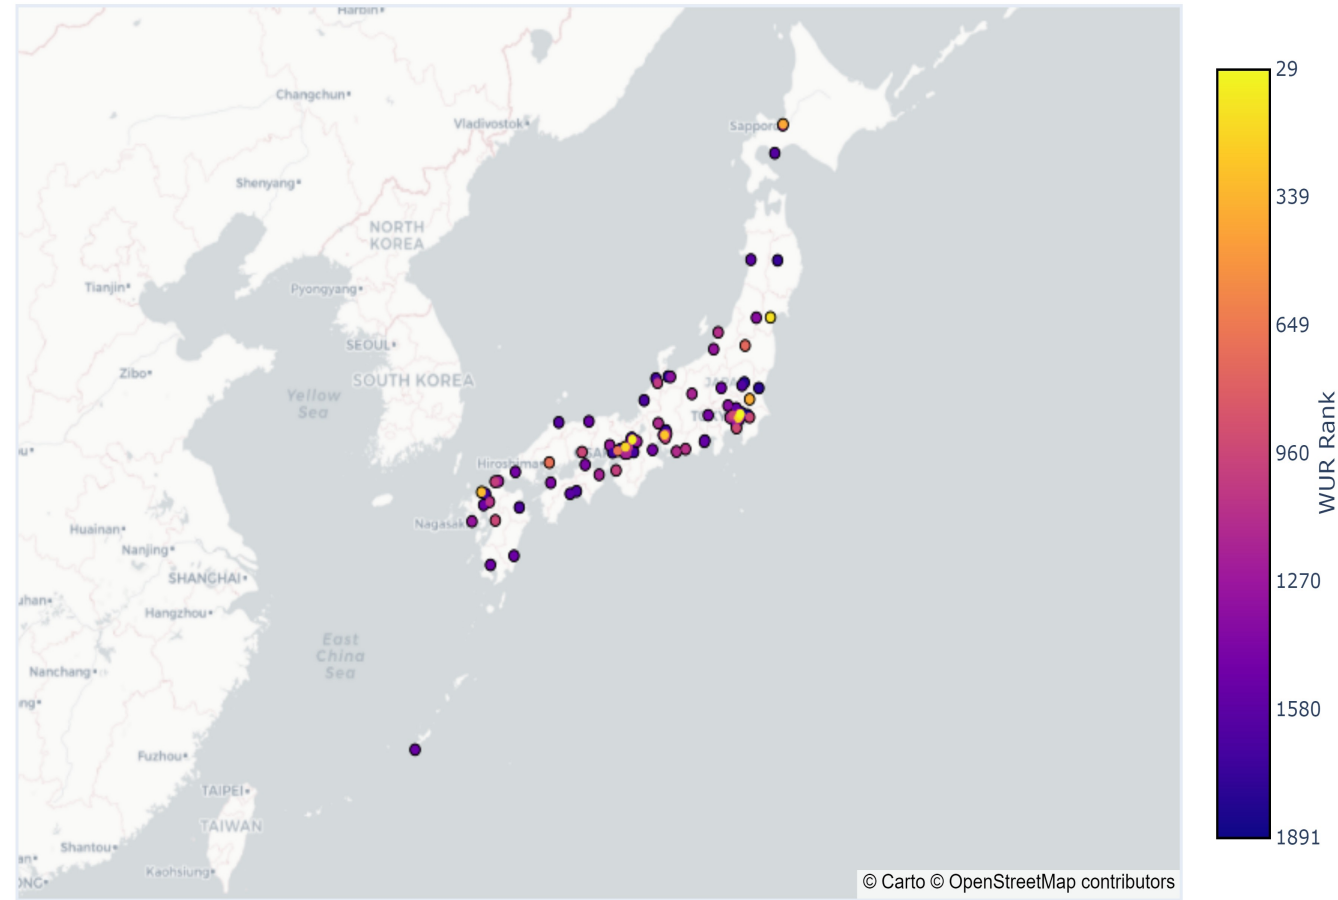 Harbin
Changchun
Vladivostok
Sappor
Shenyang
NORTH
KOREA
Tianjin
Pyongyang
SEOUL
Zibo
SOUTH KOREA
Yellow
Sea
Hiroshima
Nagasak
Huainan
Nanjing
SHANGHAI
Hangzhou
East
China
Sea
Nanchang
Fuzhou
TAIPEI
TAIWAN
Shantou
Kaohsiung
© Carto © OpenStreetMap contributors
29
339
649
960
1270
1580
1891
WUR Rank